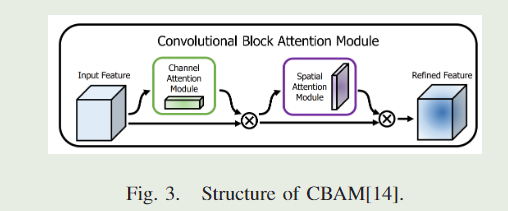 Convolutional Block Attention Module
Input Feature
Channel
Attention
Module
Spatial
Attention
Module
Refined Feature
Fig. 3. Structure of CBAM[14].